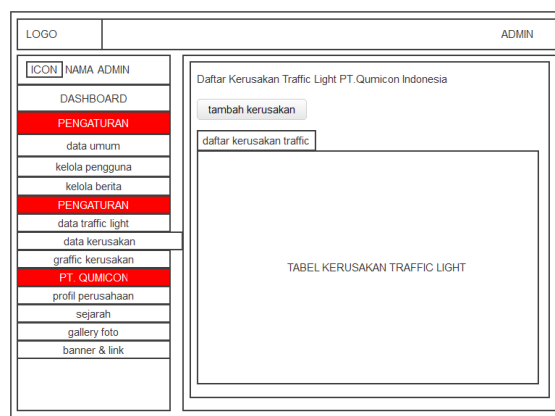 LOGO
ADMIN
ICON NAMA ADMIN
DASHBOARD
PENGATURAN
data umum
kelola pengguna
kelola berita
PENGATURAN
data traffic light
data kerusakan
graffic kerusakan
PT. QUMICON
profil perusahaan
sejarah
gallery foto
banner & link
Daftar Kerusakan Traffic Light PT.Qumicon Indonesia
tambah kerusakan
daftar kerusakan traffic
TABEL KERUSAKAN TRAFFIC LIGHT